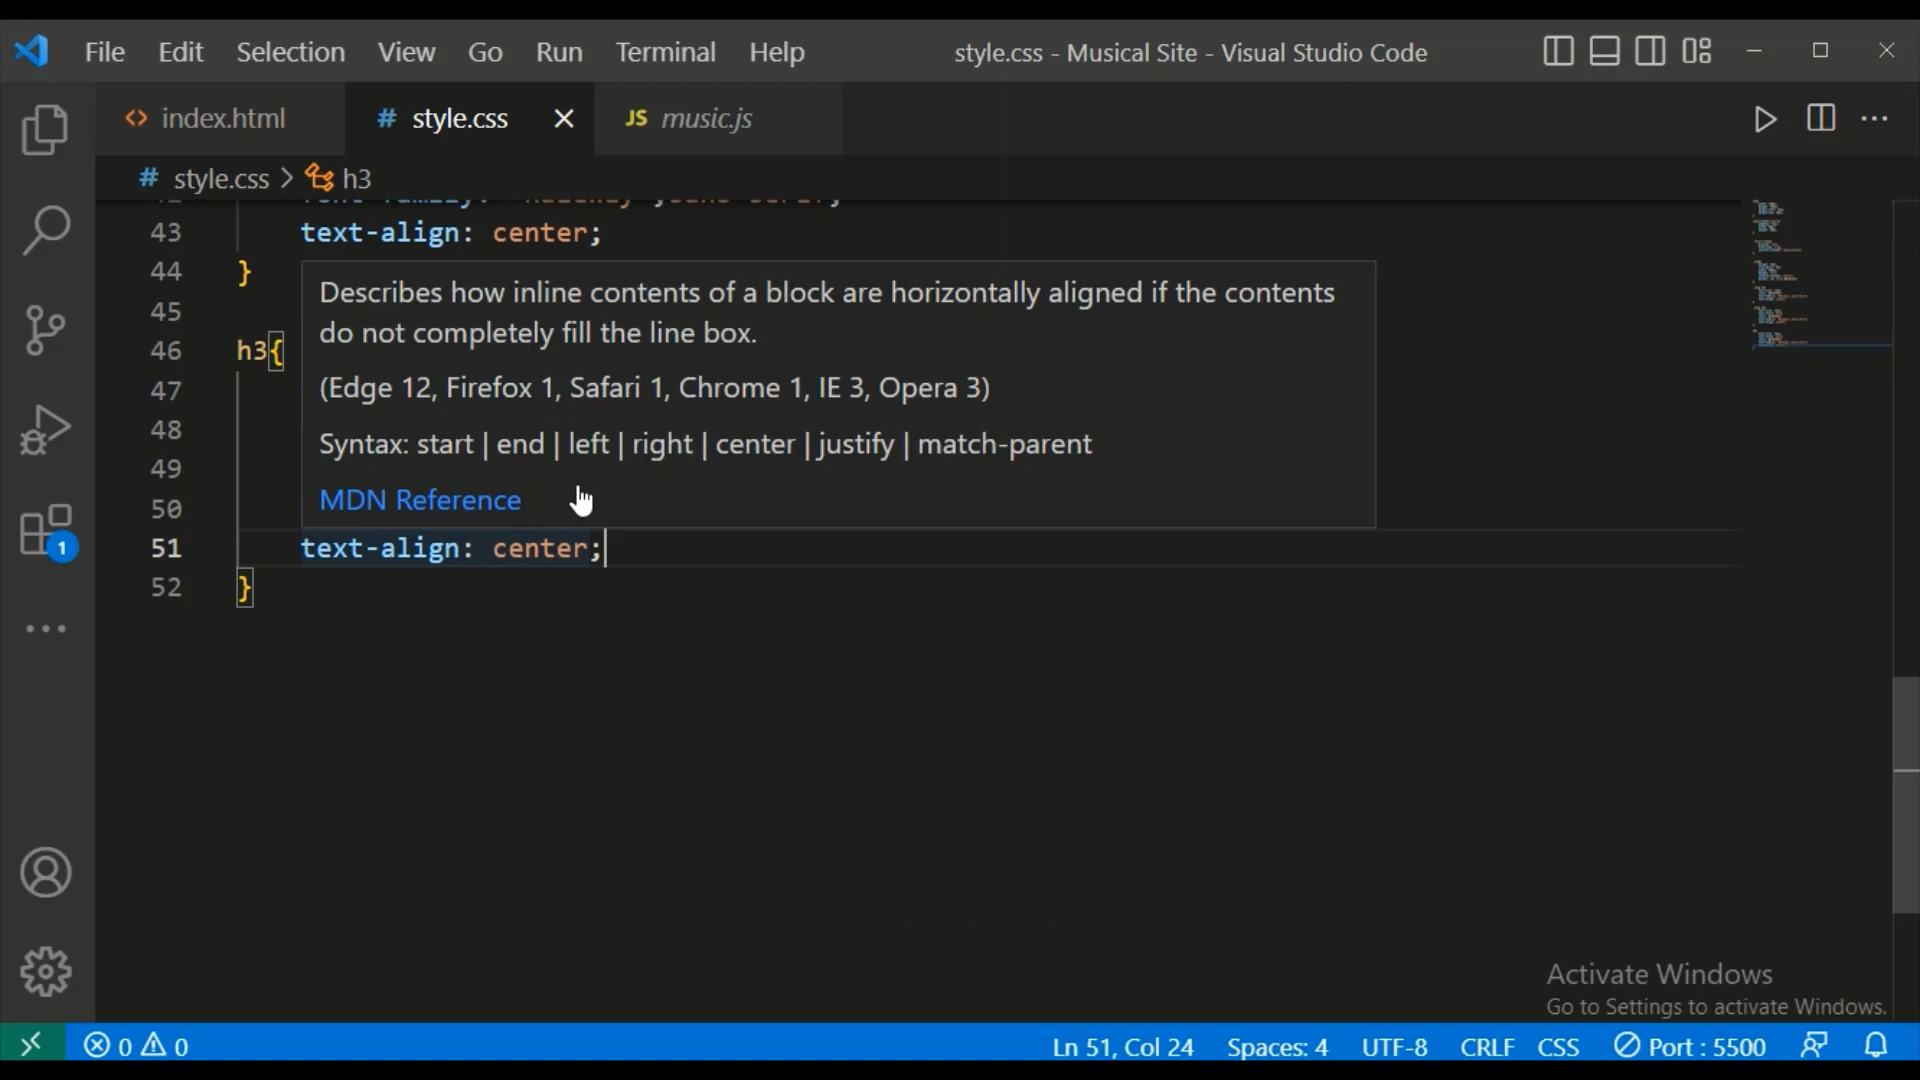 File Edit Selection View Go Run Terminal Help style.css - Musical Site - Visual Studio Code
<> index.html # style.css JS music.js
# style.css > h3
43 text-align: center;
44 }
45
46 h3{
47
48
49
50
51 text-align: center;
52 }
Describes how inline contents of a block are horizontally aligned if the contents
do not completely fill the line box.
(Edge 12, Firefox 1, Safari 1, Chrome 1, IE 3, Opera 3)
Syntax: start | end | left | right | center | justify | match-parent
MDN Reference
1
Activate Windows
Go to Settings to activate Windows.
0 0 Ln 51, Col 24 Spaces: 4 UTF-8 CRLF CSS Port : 5500